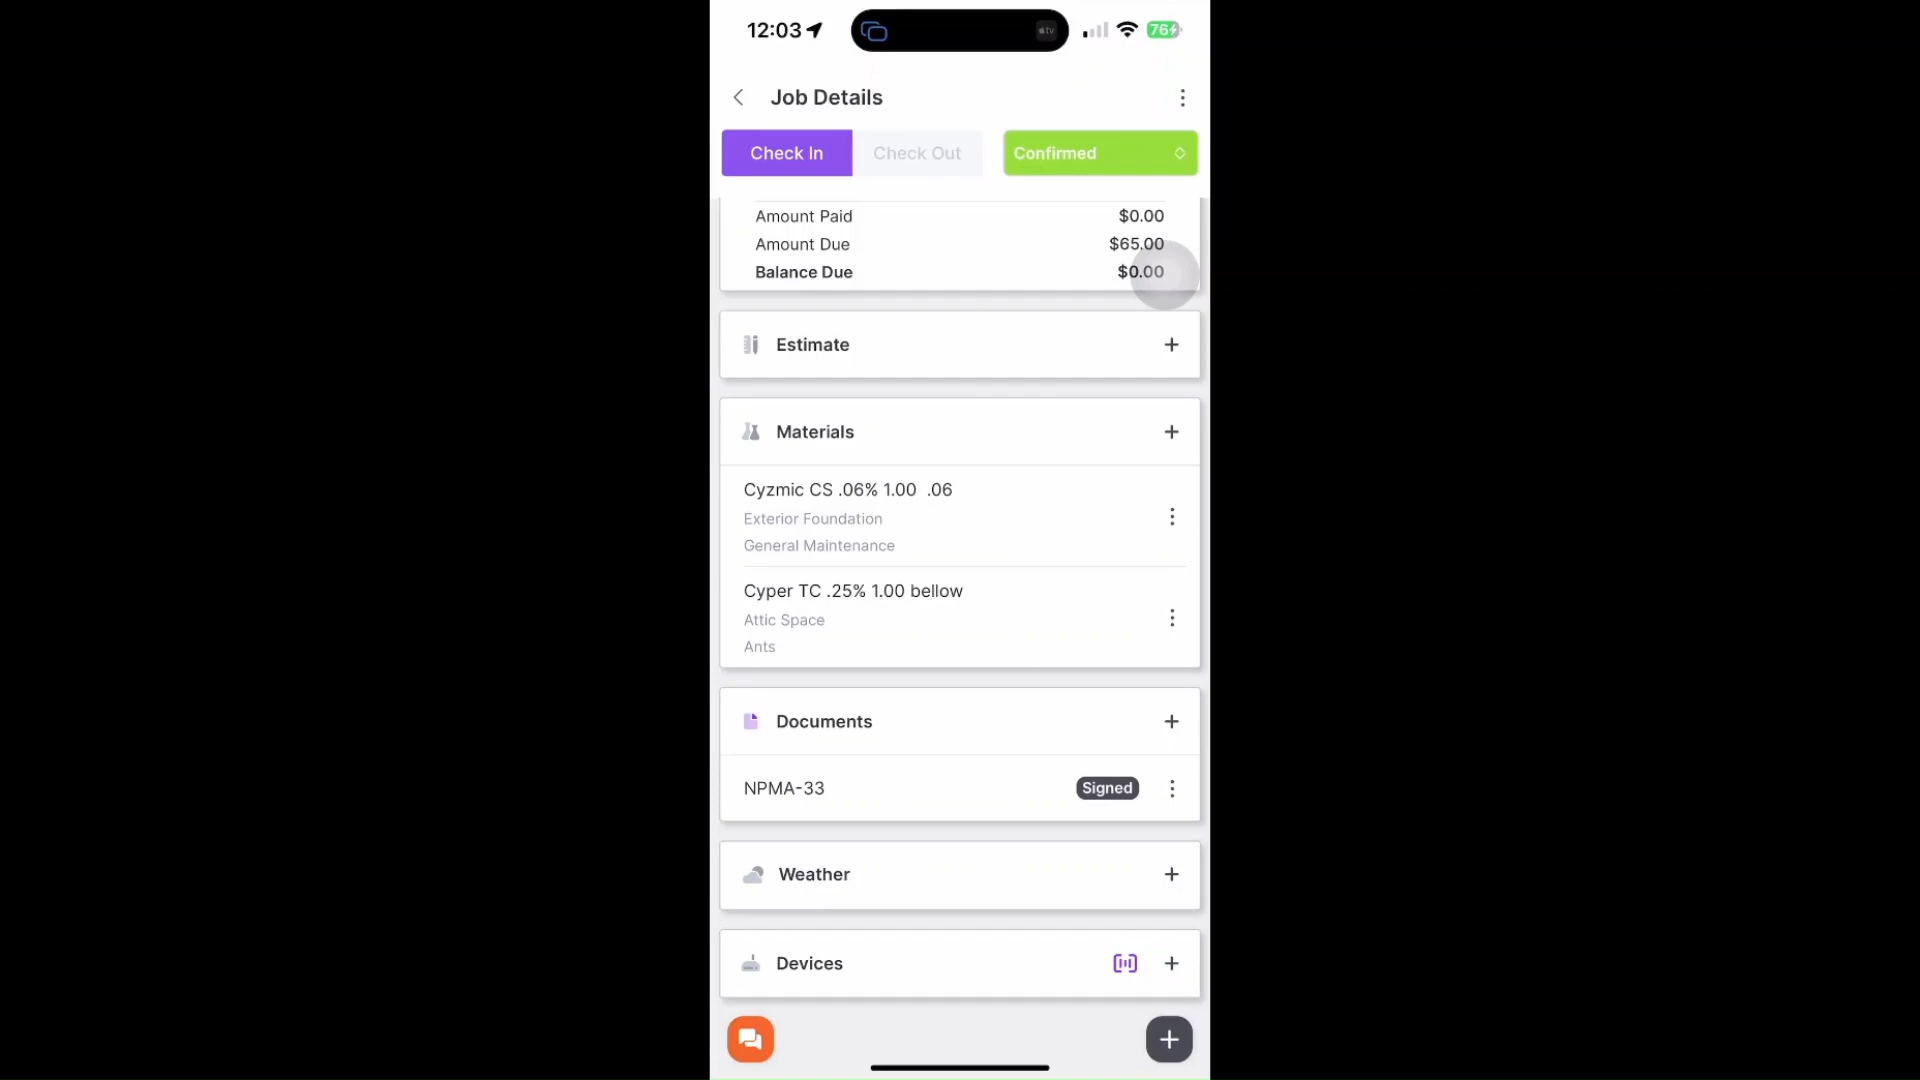 12:03
tv
76
Job Details
Check In
Check Out
Confirmed
Amount Paid
$0.00
Amount Due
$65.00
Balance Due
$0.00
Estimate
Materials
Cyzmic CS .06% 1.00 .06
Exterior Foundation
General Maintenance
Cyper TC .25% 1.00 bellow
Attic Space
Ants
Documents
NPMA-33
Signed
Weather
Devices